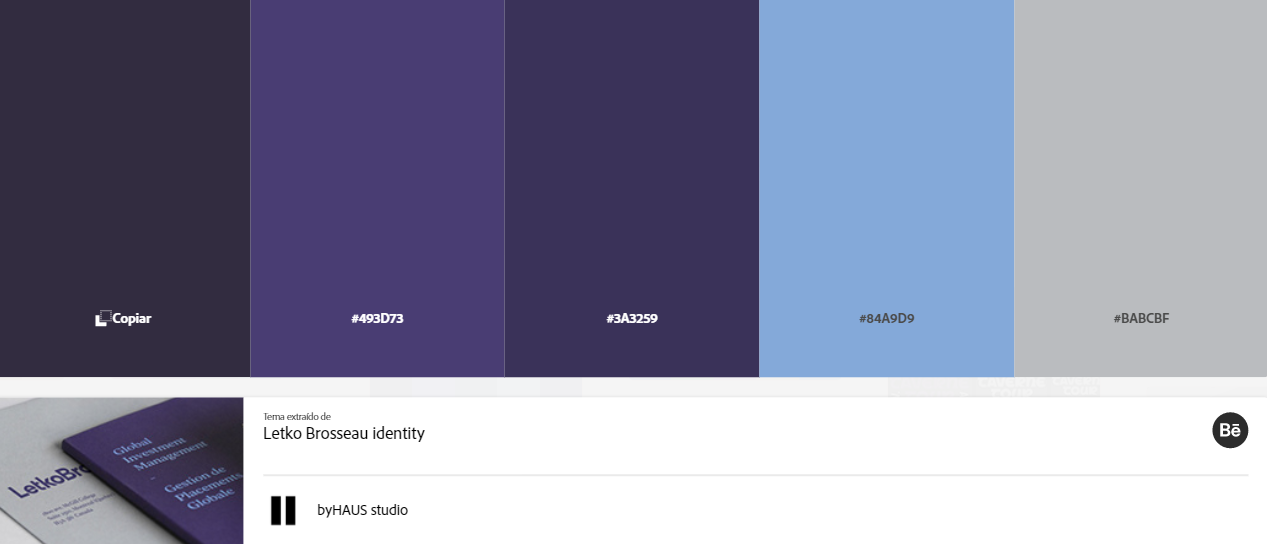 Copiar
#493D73
#3A3259
#84A9D9
#BABCBF
Tema extraído de
Letko Brosseau identity
Bē
byHAUS studio
LetkoBro
Global
Investment
Management
-
Gestion de
Placements
Globale